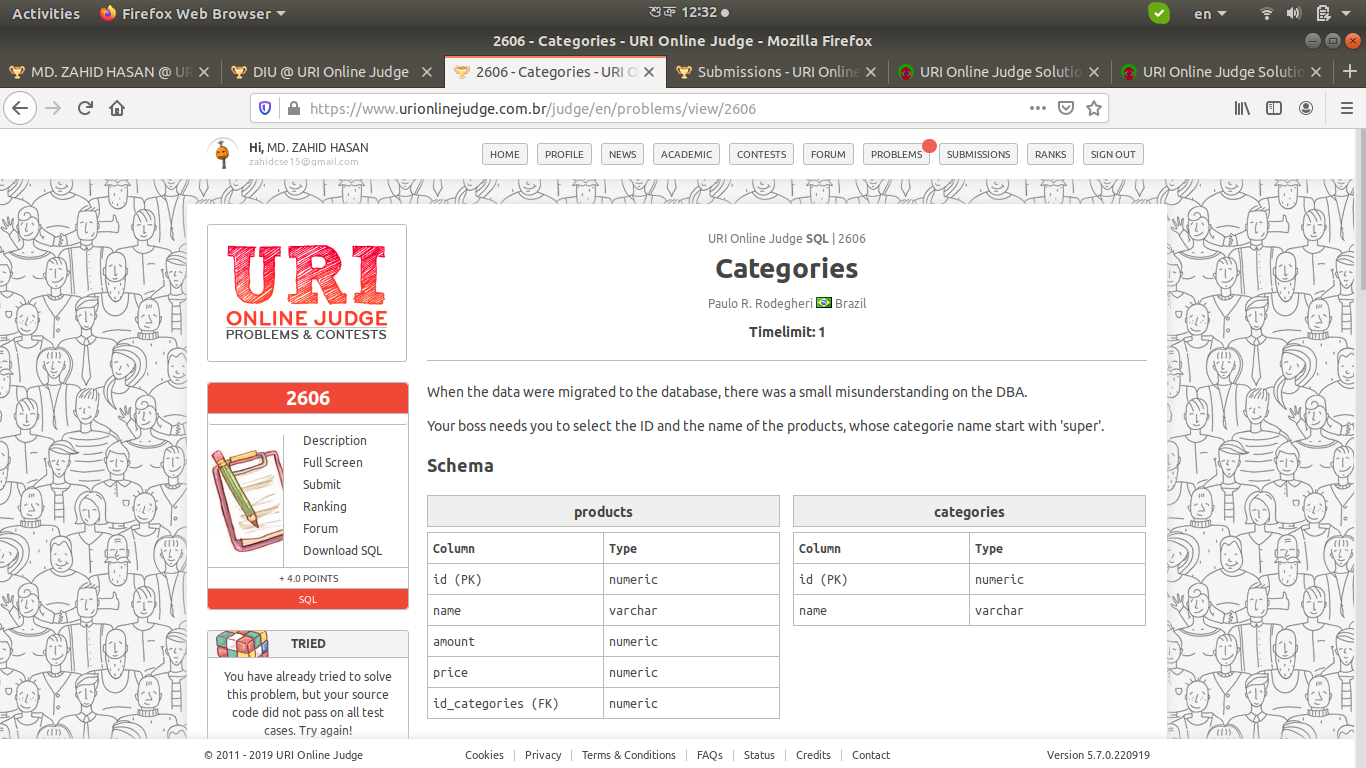 Activities Firefox Web Browser শুক্র 12:32 en
2606 - Categories - URI Online Judge - Mozilla Firefox
MD. ZAHID HASAN @ UR DIU @ URI Online Judge 2606 - Categories - URI O Submissions - URI Online URI Online Judge Solutio URI Online Judge Solutio
https://www.urionlinejudge.com.br/judge/en/problems/view/2606
Hi, MD. ZAHID HASAN
zahidcse15@gmail.com
HOME PROFILE NEWS ACADEMIC CONTESTS FORUM PROBLEMS SUBMISSIONS RANKS SIGN OUT
URI
ONLINE JUDGE
PROBLEMS & CONTESTS
URI Online Judge SQL | 2606
Categories
Paulo R. Rodegheri Brazil
Timelimit: 1
2606
Description
Full Screen
Submit
Ranking
Forum
Download SQL
+ 4.0 POINTS
SQL
TRIED
You have already tried to solve
this problem, but your source
code did not pass on all test
cases. Try again!
When the data were migrated to the database, there was a small misunderstanding on the DBA.
Your boss needs you to select the ID and the name of the products, whose categorie name start with 'super'.
Schema
products
Column Type
id (PK) numeric
name varchar
amount numeric
price numeric
id_categories (FK) numeric
categories
Column Type
id (PK) numeric
name varchar
© 2011 - 2019 URI Online Judge Cookies | Privacy | Terms & Conditions | FAQs | Status | Credits | Contact Version 5.7.0.220919